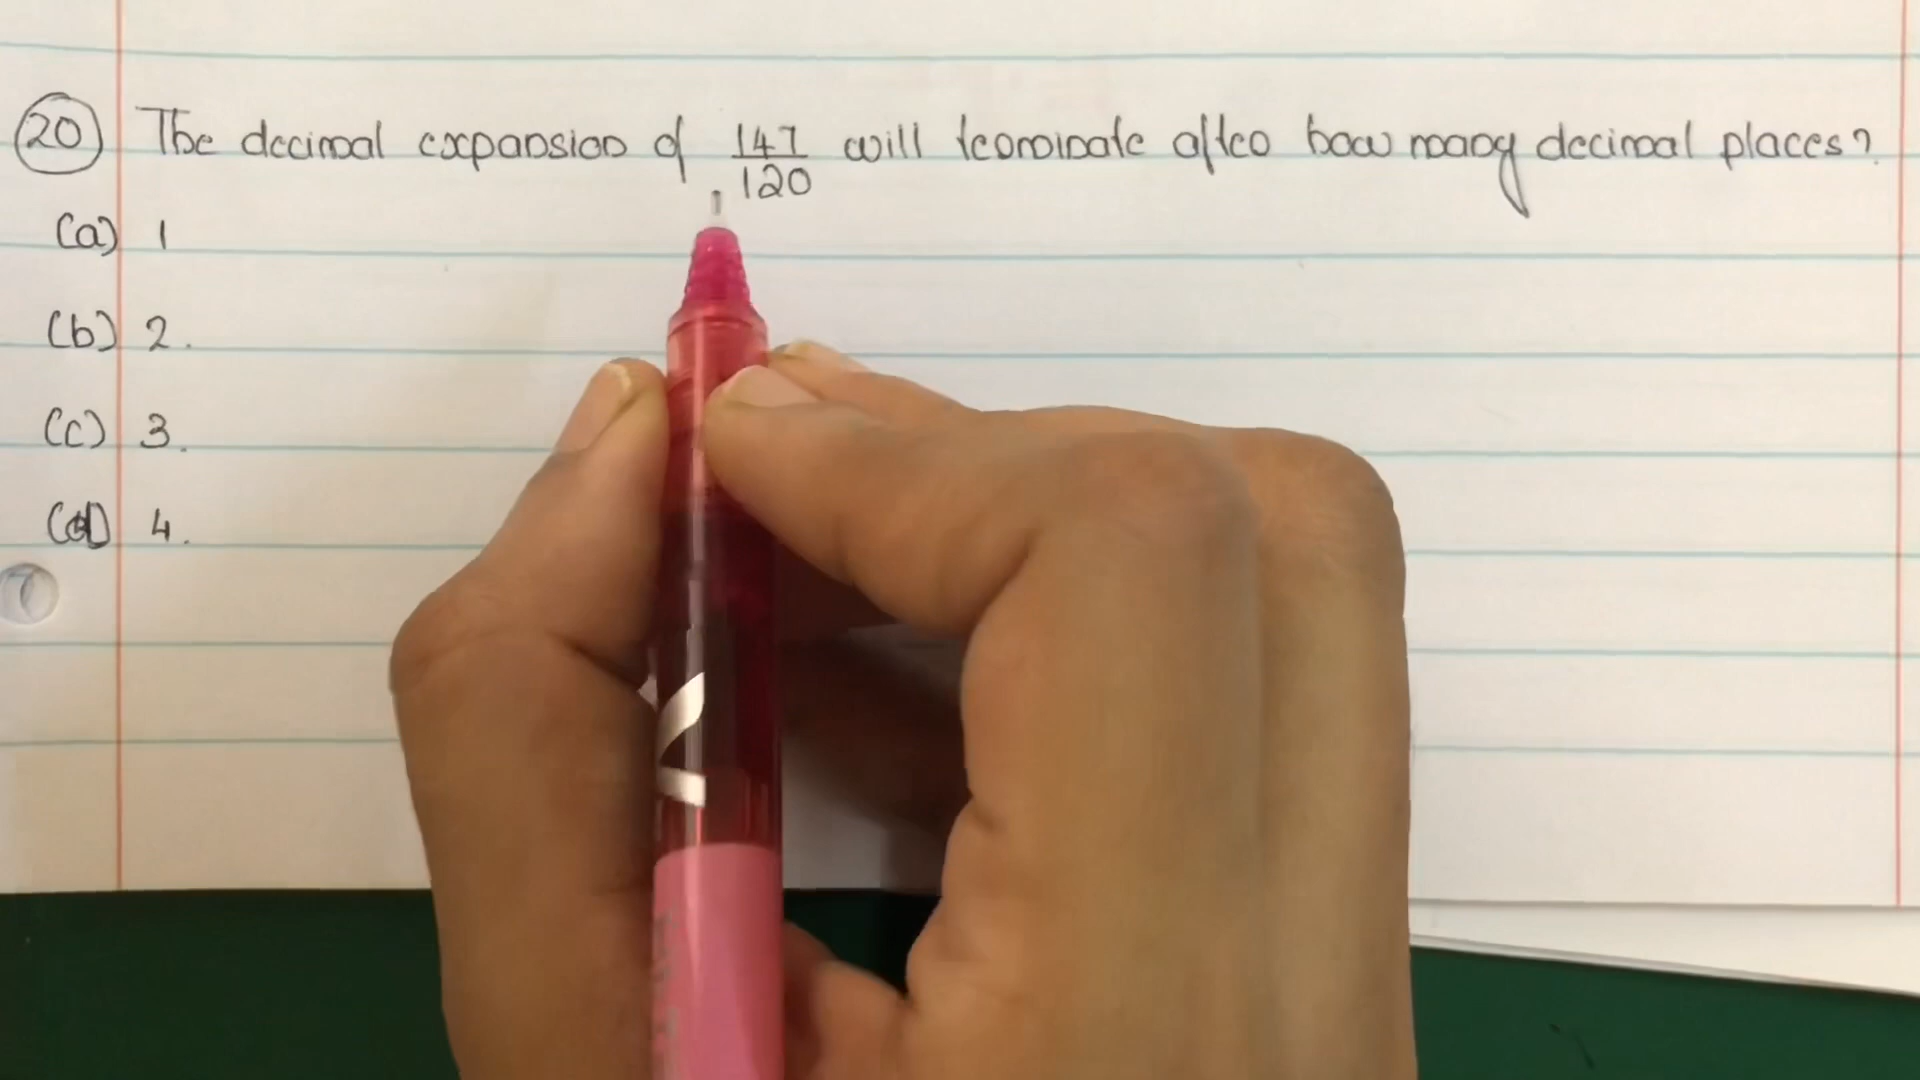 20 The decimal expansion of 147/120 will terminate after how many decimal places?
(a) 1
(b) 2.
(c) 3.
(d) 4.